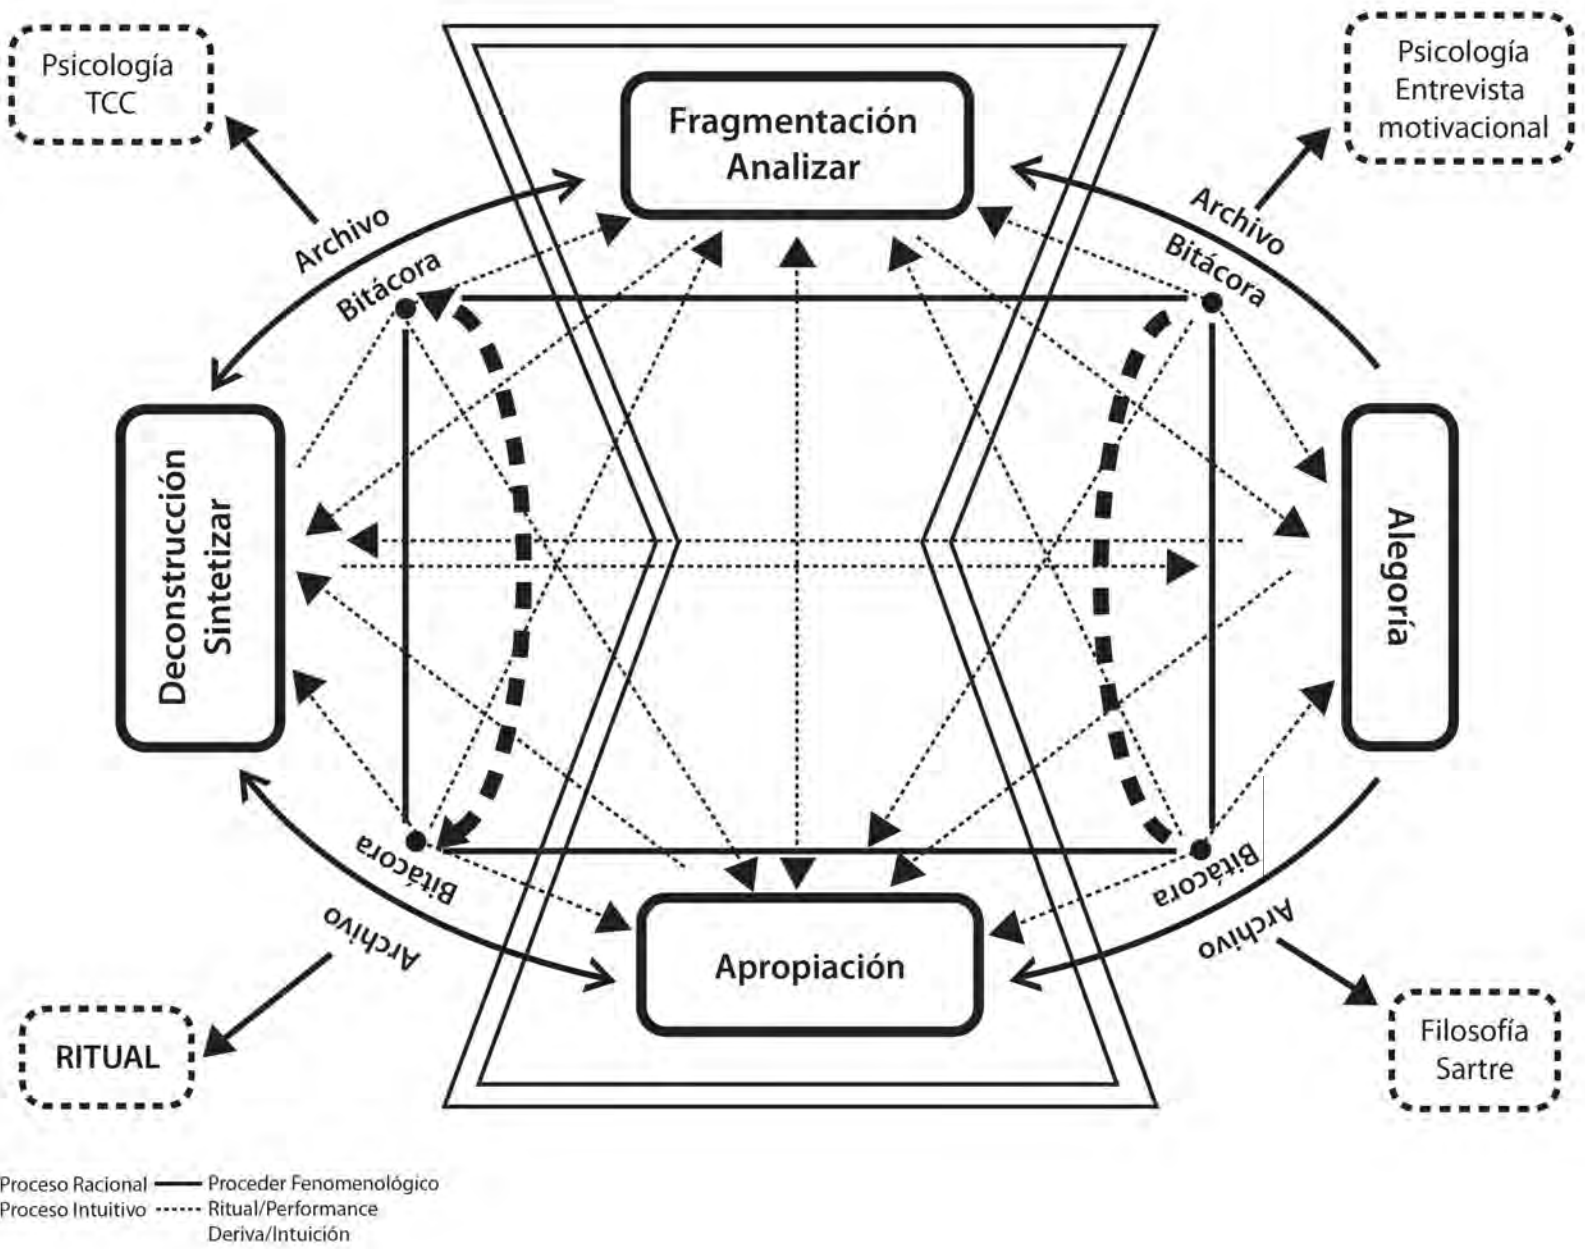 Psicología
TCC
Psicología
Entrevista
motivacional
Fragmentación
Analizar
Archivo
Bitácora
Archivo
Bitácora
Deconstrucción
Sintetizar
Alegoría
Bitácora
Archivo
Bitácora
Archivo
Apropiación
RITUAL
Filosofía
Sartre
Proceso Racional Proceder Fenomenológico
Proceso Intuitivo Ritual/Performance
Deriva/Intuición